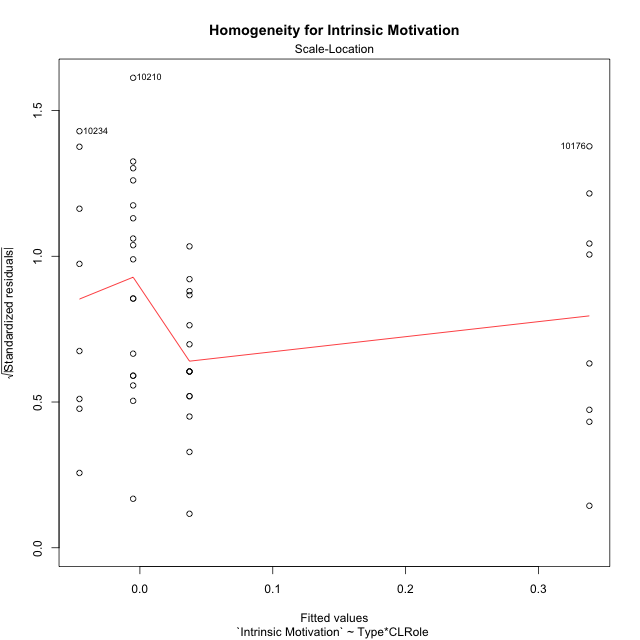 Homogeneity for Intrinsic Motivation
Scale-Location
10210
10234
10176
√|Standardized residuals|
0.0
0.5
1.0
1.5
0.0
0.1
0.2
0.3
Fitted values
`Intrinsic Motivation` ~ Type*CLRole